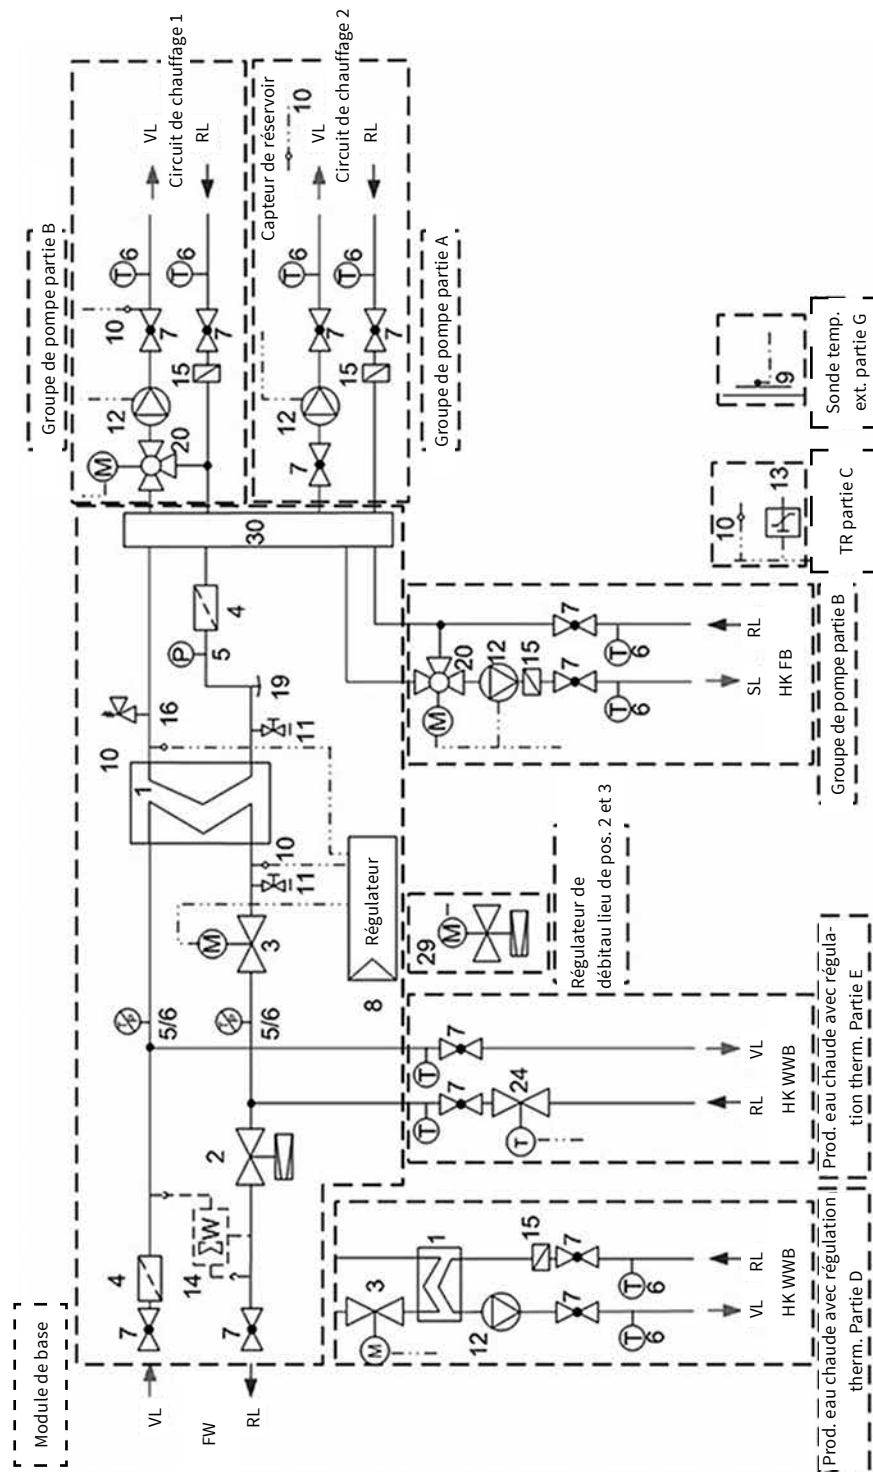 Module de base
VL
FW
RL
7
4
7
14
ΣW
2
5/6
5/6
T/p
T/p
M
3
11
10
1
10
16
11
19
P
5
4
30
8
Régulateur
Groupe de pompe partie B
M
20
12
10
7
T
6
VL
Circuit de chauffage 1
15
7
T
6
RL
Capteur de réservoir
10
7
12
7
T
6
VL
Circuit de chauffage 2
15
7
T
6
RL
Groupe de pompe partie A
M
3
1
12
15
7
7
T
6
T
6
VL
RL
HK WWB
Prod. eau chaude avec régulation
therm. Partie D
T
T
7
7
24
T
RL
VL
HK WWB
Prod. eau chaude avec régula-
tion therm. Partie E
29
M
Régulateur de
débitau lieu de pos. 2 et 3
M
20
12
15
7
7
T
6
T
6
SL
RL
HK FB
Groupe de pompe partie B
10
13
TR partie C
9
Sonde temp.
ext. partie G